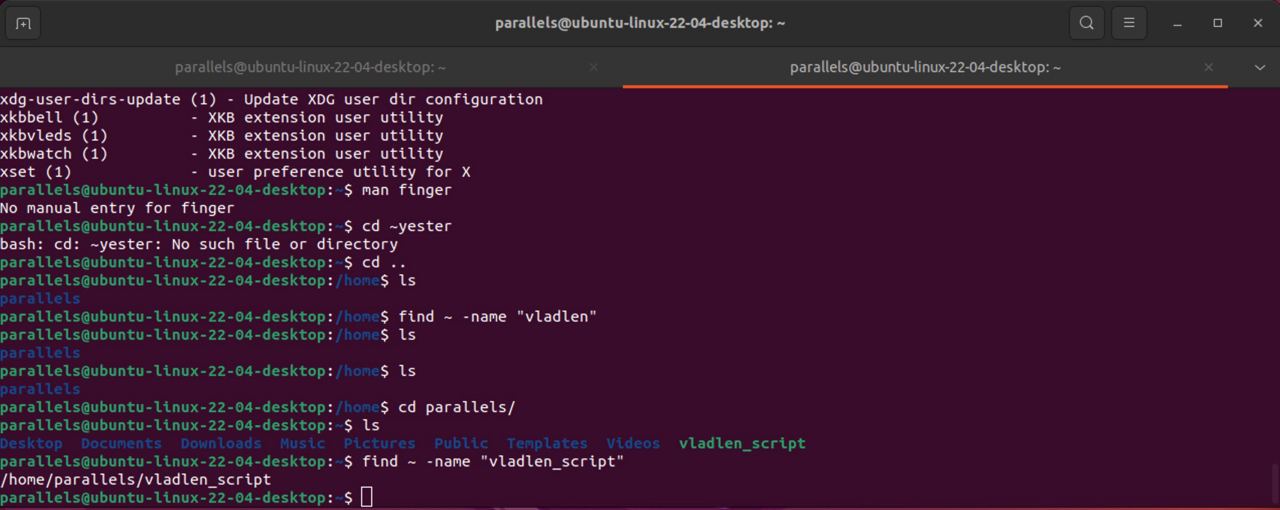 parallels@ubuntu-linux-22-04-desktop: ~
parallels@ubuntu-linux-22-04-desktop: ~
parallels@ubuntu-linux-22-04-desktop: ~
xdg-user-dirs-update (1) - Update XDG user dir configuration
xkbbell (1)          - XKB extension user utility
xkbvleds (1)         - XKB extension user utility
xkbwatch (1)         - XKB extension user utility
xset (1)             - user preference utility for X
parallels@ubuntu-linux-22-04-desktop:~$ man finger
No manual entry for finger
parallels@ubuntu-linux-22-04-desktop:~$ cd ~yester
bash: cd: ~yester: No such file or directory
parallels@ubuntu-linux-22-04-desktop:~$ cd ..
parallels@ubuntu-linux-22-04-desktop:/home$ ls
parallels
parallels@ubuntu-linux-22-04-desktop:/home$ find ~ -name "vladlen"
parallels@ubuntu-linux-22-04-desktop:/home$ ls
parallels
parallels@ubuntu-linux-22-04-desktop:/home$ ls
parallels
parallels@ubuntu-linux-22-04-desktop:/home$ cd parallels/
parallels@ubuntu-linux-22-04-desktop:~$ ls
Desktop  Documents  Downloads  Music  Pictures  Public  Templates  Videos  vladlen_script
parallels@ubuntu-linux-22-04-desktop:~$ find ~ -name "vladlen_script"
/home/parallels/vladlen_script
parallels@ubuntu-linux-22-04-desktop:~$